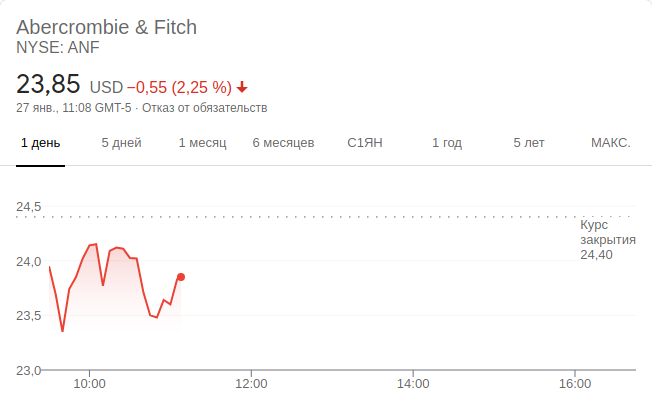 Abercrombie & Fitch
NYSE: ANF
23,85 USD −0,55 (2,25 %)
27 янв., 11:08 GMT-5 · Отказ от обязательств
1 день 5 дней 1 месяц 6 месяцев С1ЯН 1 год 5 лет МАКС.
24,5
Курс
закрытия
24,40
24,0
23,5
23,0
10:00 12:00 14:00 16:00